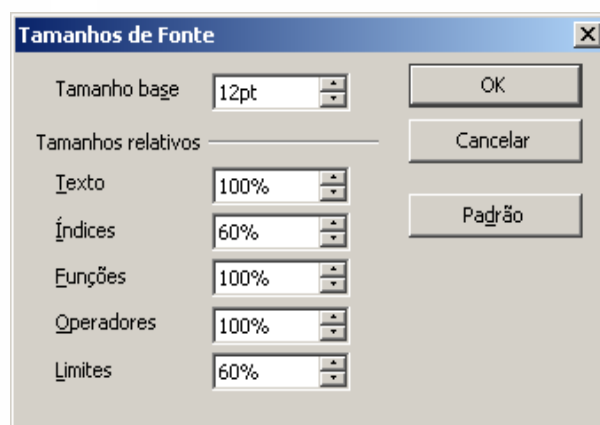 Tamanhos de Fonte
Tamanho base 12pt OK
Tamanhos relativos Cancelar
Texto 100%
Índices 60% Padrão
Funções 100%
Operadores 100%
Limites 60%